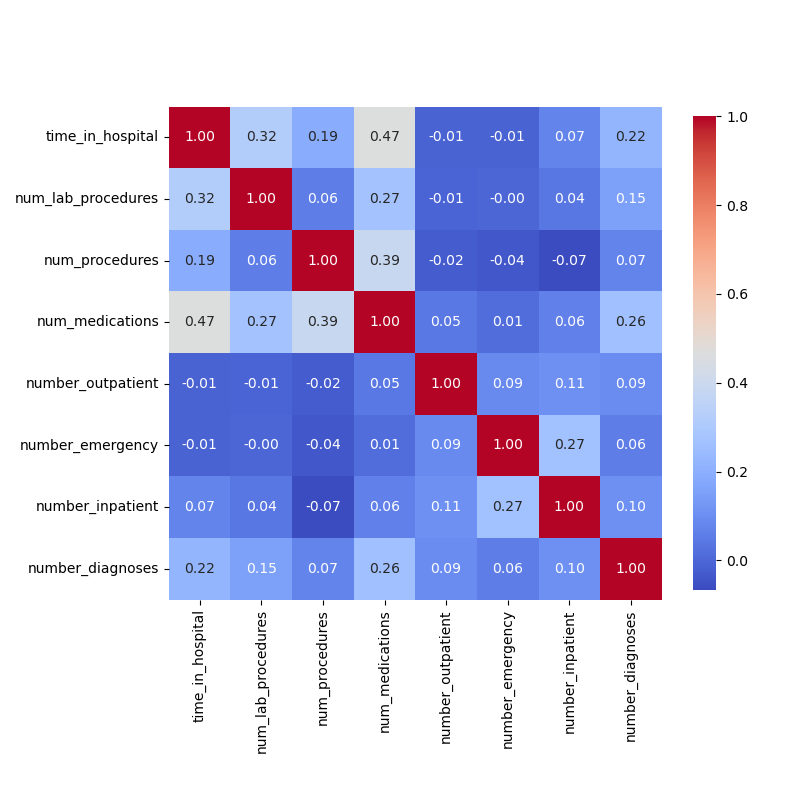 time_in_hospital 1.00 0.32 0.19 0.47 -0.01 -0.01 0.07 0.22
num_lab_procedures 0.32 1.00 0.06 0.27 -0.01 -0.00 0.04 0.15
num_procedures 0.19 0.06 1.00 0.39 -0.02 -0.04 -0.07 0.07
num_medications 0.47 0.27 0.39 1.00 0.05 0.01 0.06 0.26
number_outpatient -0.01 -0.01 -0.02 0.05 1.00 0.09 0.11 0.09
number_emergency -0.01 -0.00 -0.04 0.01 0.09 1.00 0.27 0.06
number_inpatient 0.07 0.04 -0.07 0.06 0.11 0.27 1.00 0.10
number_diagnoses 0.22 0.15 0.07 0.26 0.09 0.06 0.10 1.00
time_in_hospital
num_lab_procedures
num_procedures
num_medications
number_outpatient
number_emergency
number_inpatient
number_diagnoses
1.0
0.8
0.6
0.4
0.2
0.0